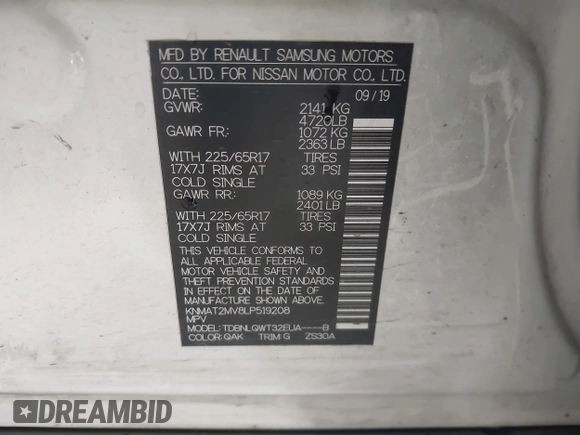 MFD BY RENAULT SAMSUNG MOTORS
CO. LTD. FOR NISSAN MOTOR CO. LTD.
DATE: 09/19
GVWR: 2141 KG
4720LB
GAWR FR: 1072 KG
2363 LB
WITH 225/65R17 TIRES
17X7J RIMS AT 33 PSI
COLD SINGLE
GAWR RR: 1089 KG
2401 LB
WITH 225/65R17 TIRES
17X7J RIMS AT 33 PSI
COLD SINGLE
THIS VEHICLE CONFORMS TO
ALL APPLICABLE FEDERAL
MOTOR VEHICLE SAFETY AND
THEFT PREVENTION STANDARDS
IN EFFECT ON THE DATE OF
MANUFACTURE SHOWN ABOVE.
KNMAT2MV8LP519208
MPV
MODEL: TDBNLQWT32EUA----B
COLOR: QAK TRIM G ZS30A
DREAMBID